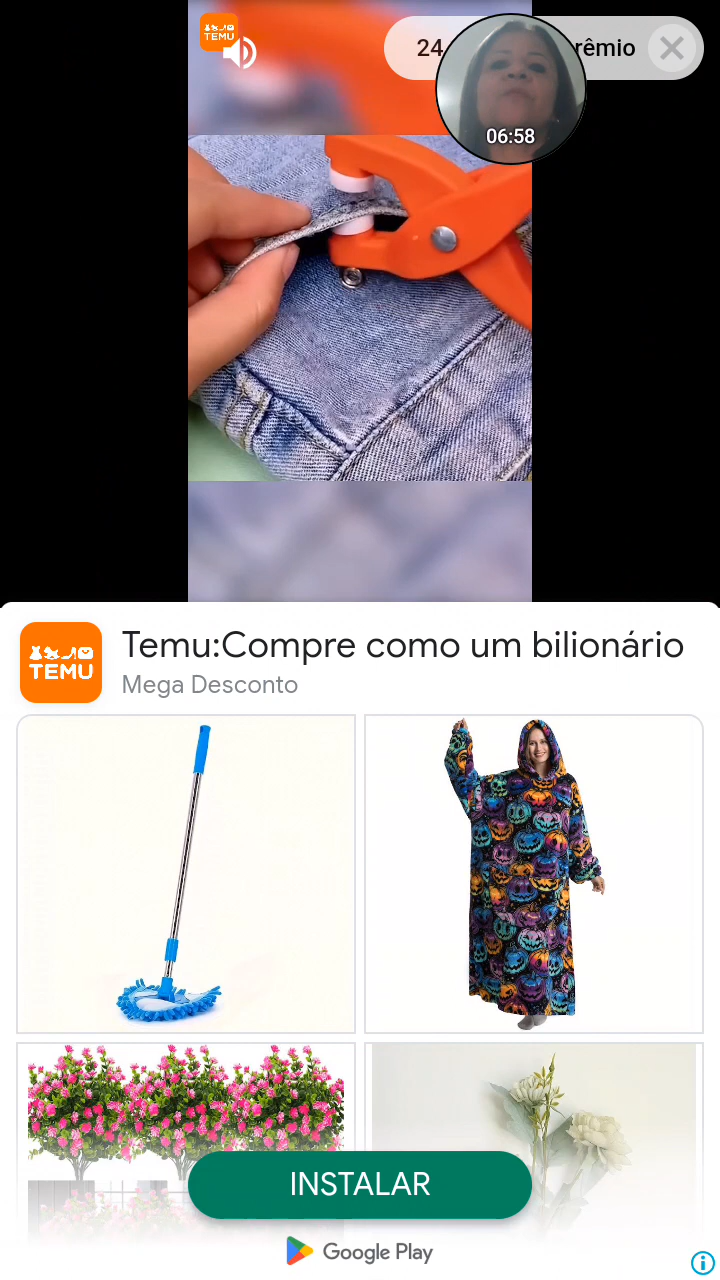 TEMU
24
rêmio
06:58
TEMU
Temu:Compre como um bilionário
Mega Desconto
INSTALAR
Google Play